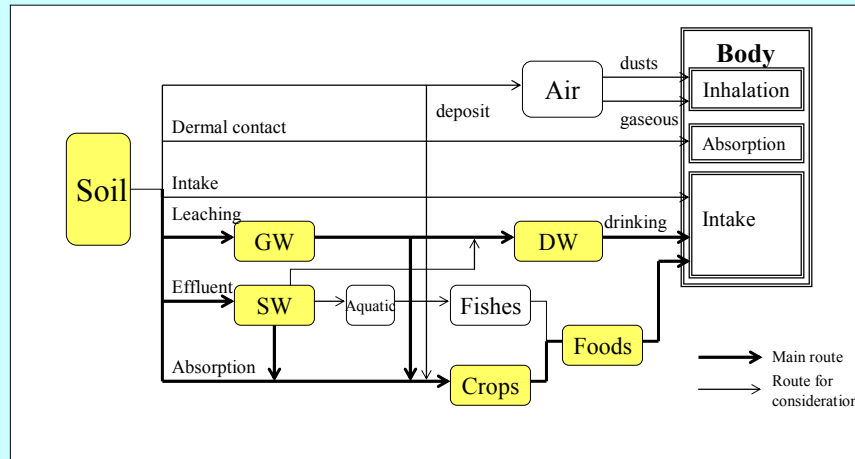 Body
dusts
Air
Inhalation
deposit
gaseous
Dermal contact
Absorption
Soil
Intake
Leaching
drinking
Intake
GW
DW
Effluent
SW
Aquatic
Fishes
Foods
Absorption
Crops
Main route
Route for
consideration